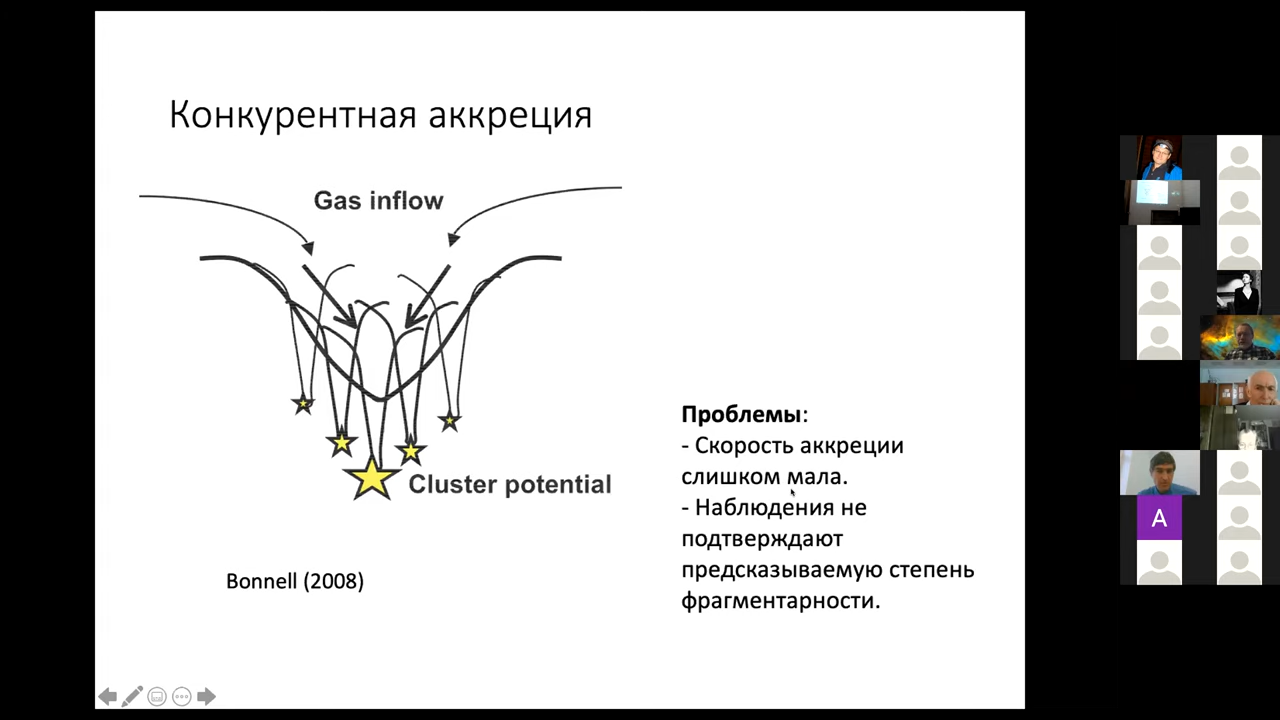 Конкурентная аккреция
Gas inflow
Cluster potential
Bonnell (2008)
Проблемы:
- Скорость аккреции
слишком мала.
- Наблюдения не
подтверждают
предсказываемую степень
фрагментарности.
A